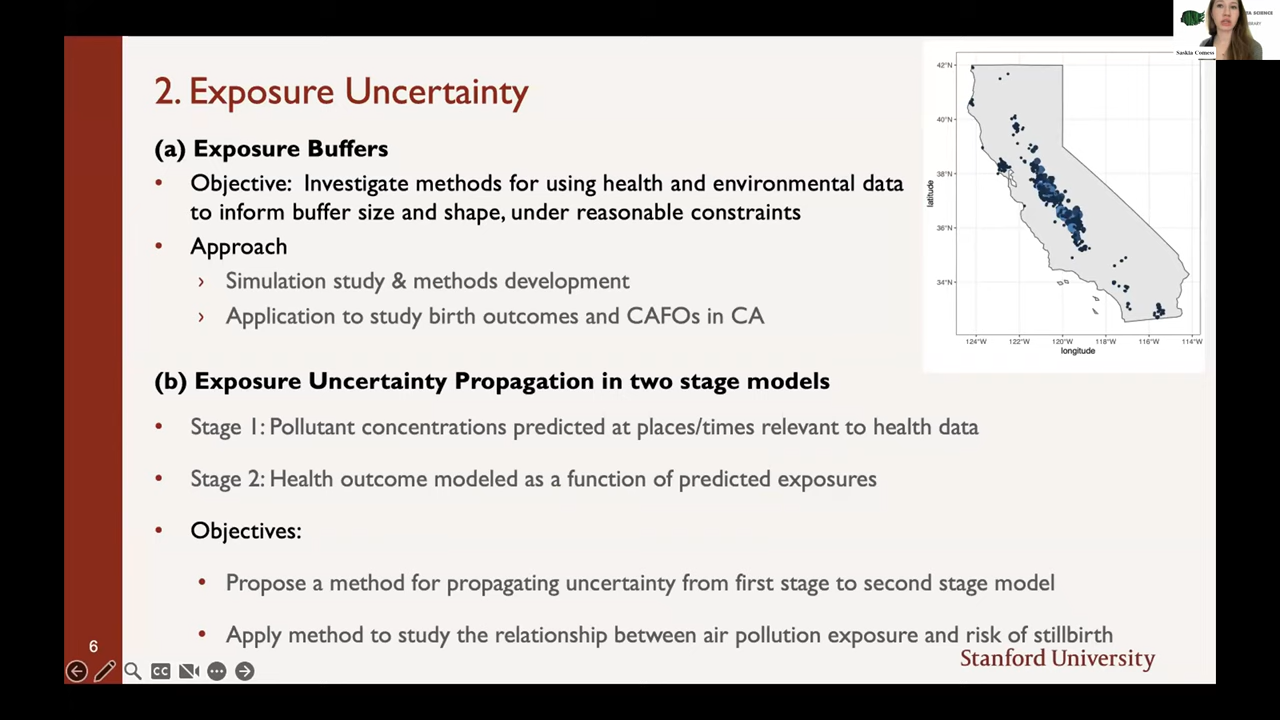 2. Exposure Uncertainty
(a) Exposure Buffers
• Objective: Investigate methods for using health and environmental data
to inform buffer size and shape, under reasonable constraints
• Approach
› Simulation study & methods development
› Application to study birth outcomes and CAFOs in CA
(b) Exposure Uncertainty Propagation in two stage models
• Stage 1: Pollutant concentrations predicted at places/times relevant to health data
• Stage 2: Health outcome modeled as a function of predicted exposures
• Objectives:
• Propose a method for propagating uncertainty from first stage to second stage model
• Apply method to study the relationship between air pollution exposure and risk of stillbirth
6
Stanford University
CC
42°N
40°N
38°N
36°N
34°N
latitude
124°W 122°W 120°W 118°W 116°W 114°W
longitude
SCIENCE
Saskia Comess